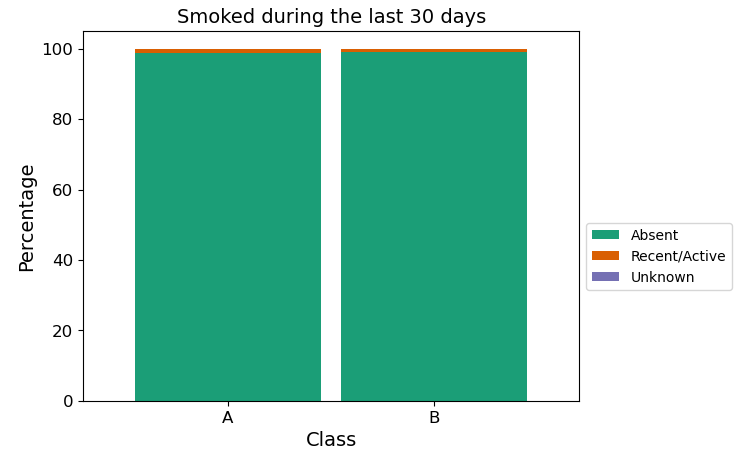 Smoked during the last 30 days
Percentage
100
80
60
40
20
0
A
B
Class
Absent
Recent/Active
Unknown